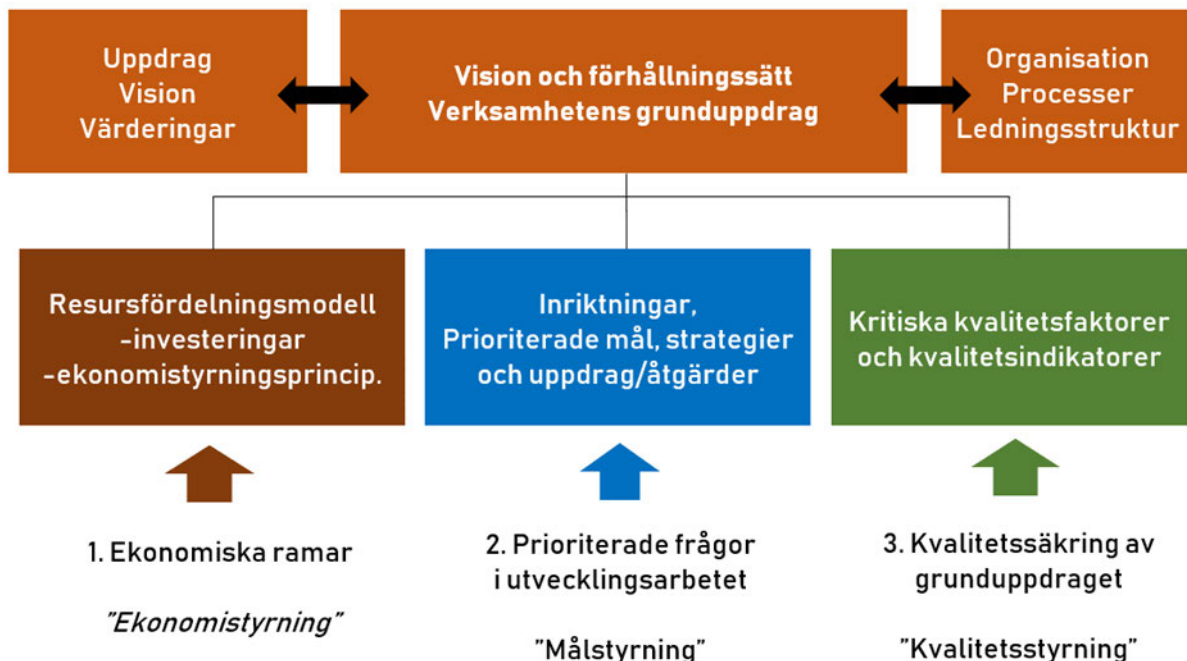 Uppdrag
Vision
Värderingar
Vision och förhållningssätt
Verksamhetens grunduppdrag
Organisation
Processer
Ledningsstruktur
Resursfördelningsmodell
-investeringar
-ekonomistyrningsprincip.
Inriktningar,
Prioriterade mål, strategier
och uppdrag/åtgärder
Kritiska kvalitetsfaktorer
och kvalitetsindikatorer
1. Ekonomiska ramar
”Ekonomistyrning”
2. Prioriterade frågor
i utvecklingsarbetet
”Målstyrning”
3. Kvalitetssäkring av
grunduppdraget
”Kvalitetsstyrning”